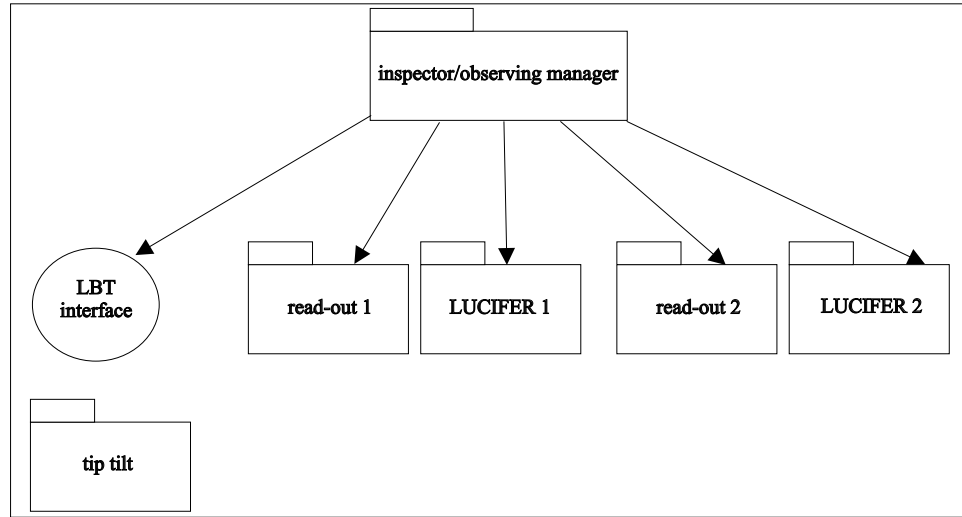 inspector/observing manager
LBT
interface
read-out 1
LUCIFER 1
read-out 2
LUCIFER 2
tip tilt